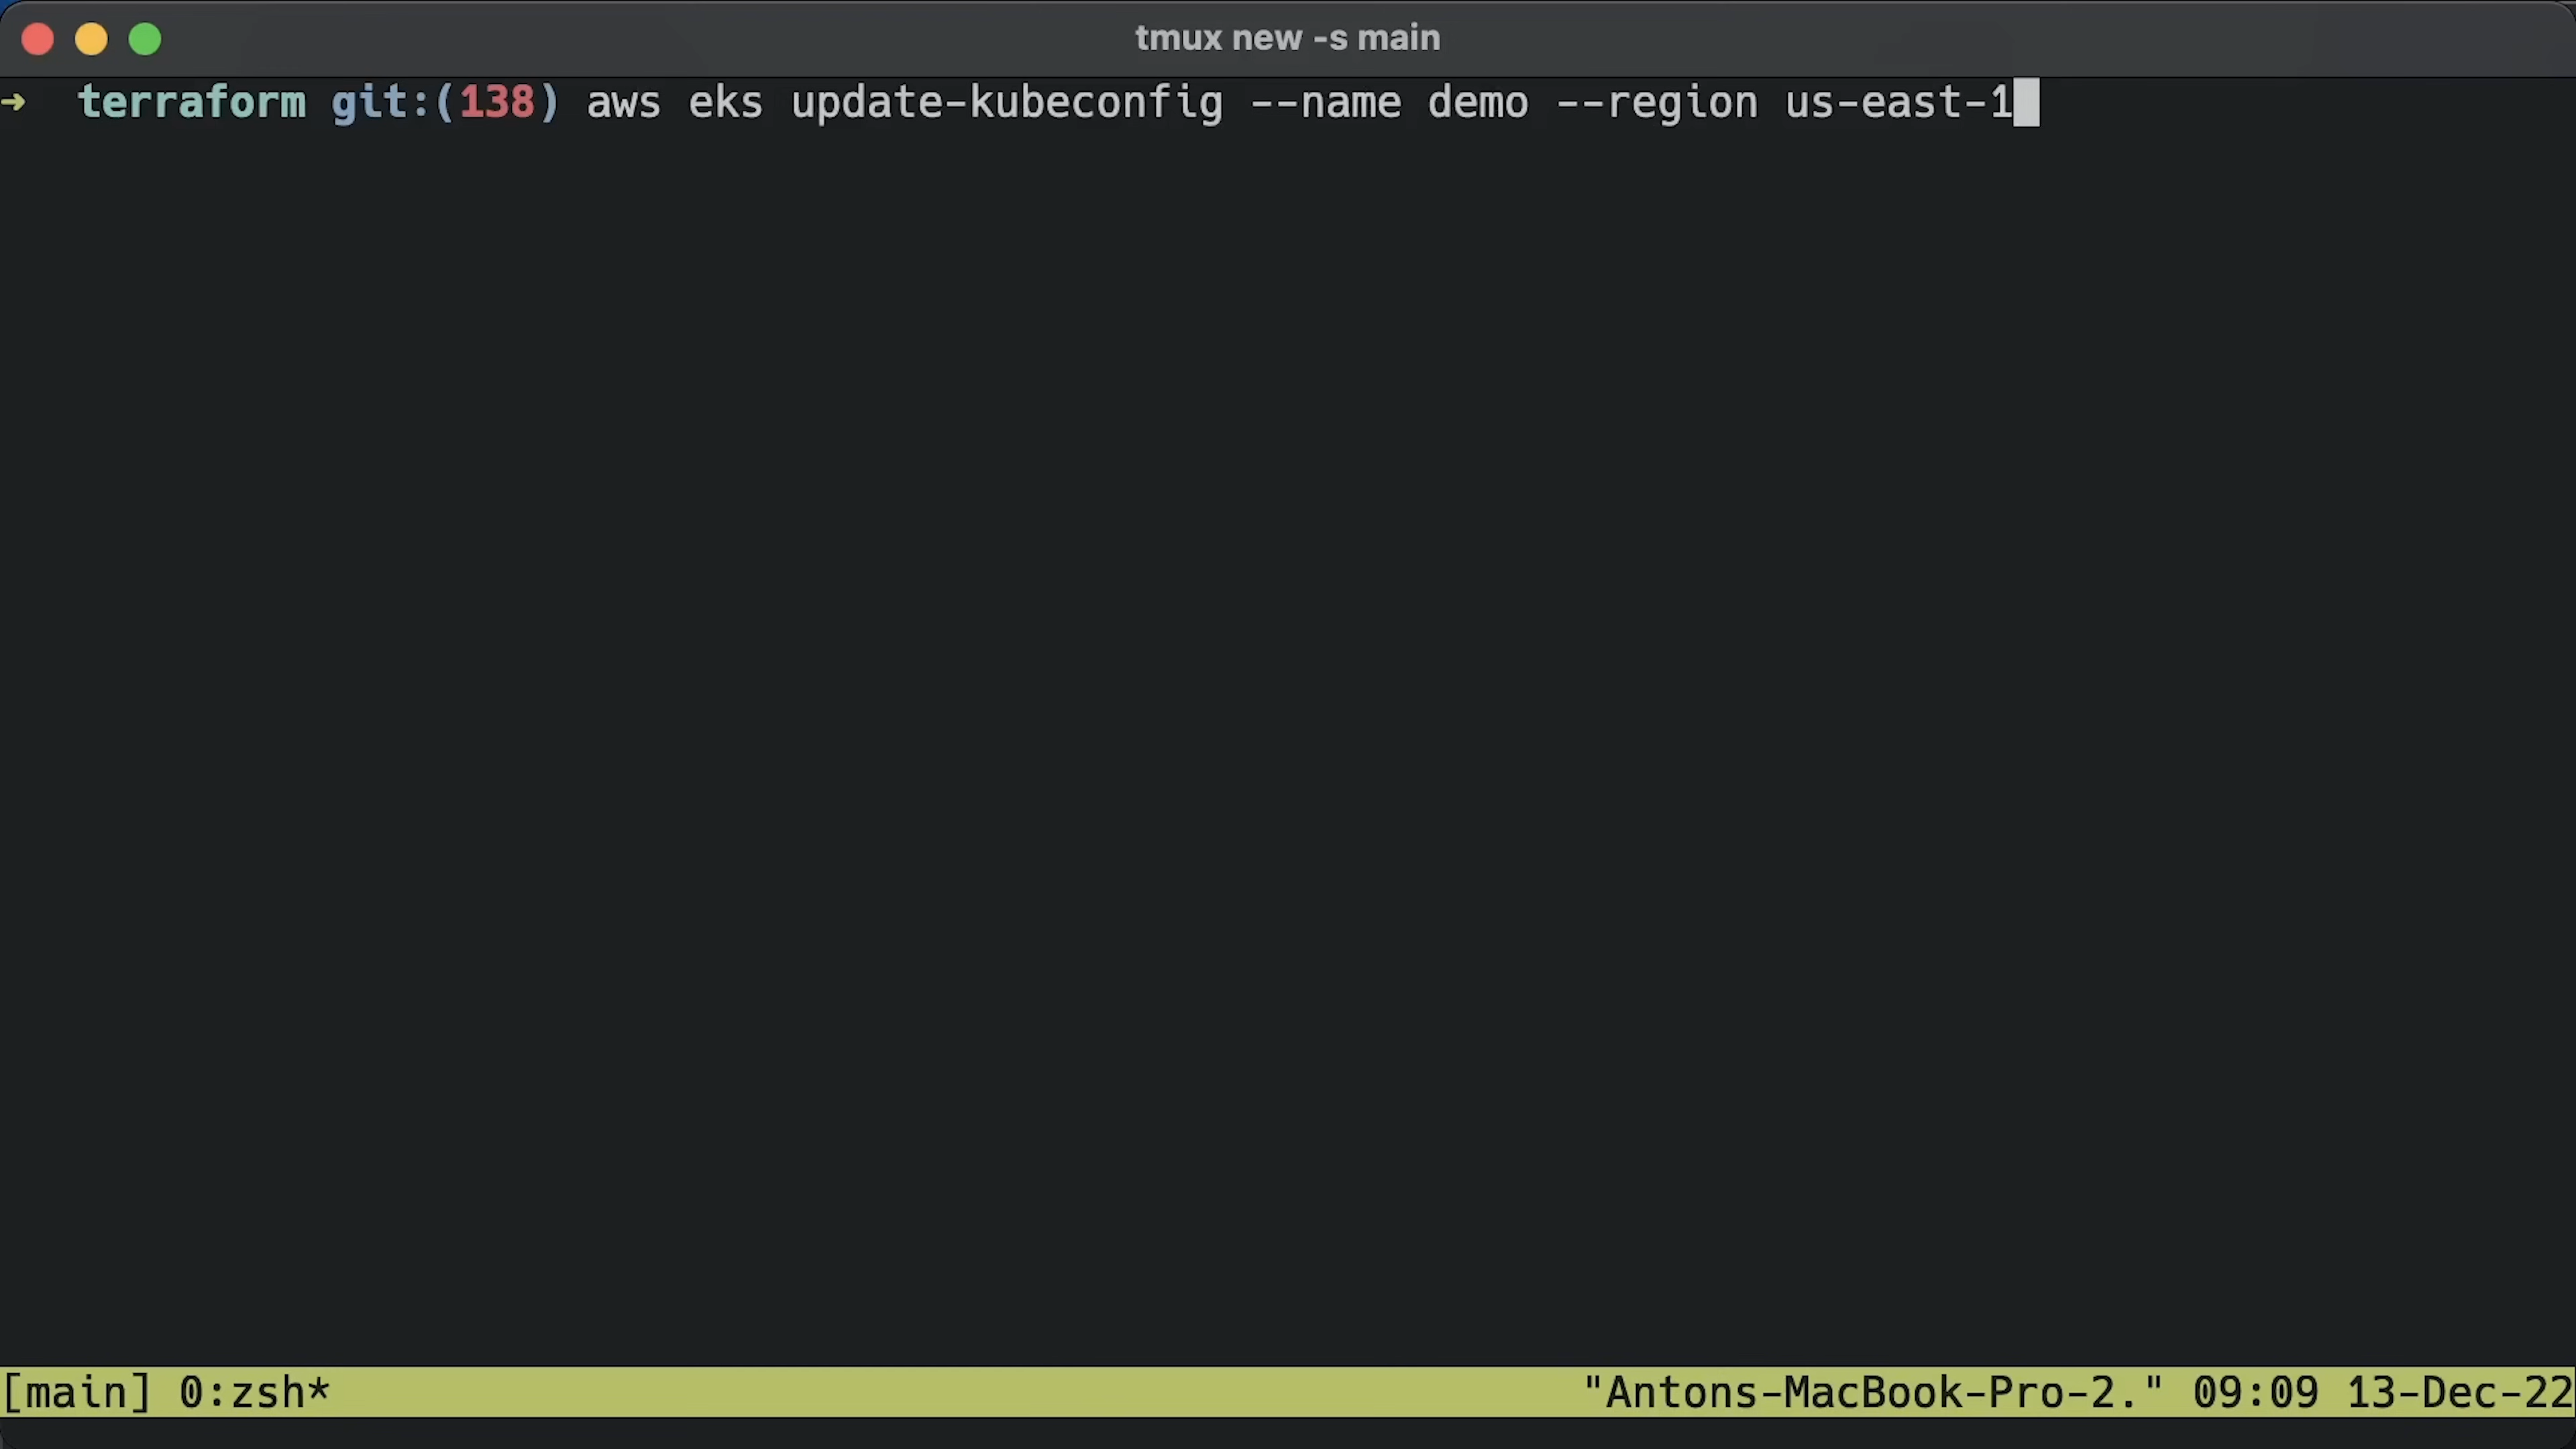 tmux new -s main
➜  terraform git:(138) aws eks update-kubeconfig --name demo --region us-east-1
[main] 0:zsh* "Antons-MacBook-Pro-2." 09:09 13-Dec-22